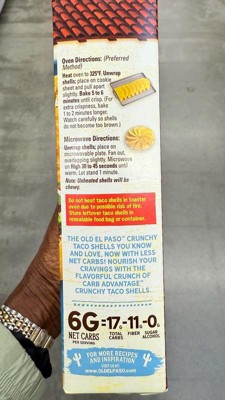 Oven Directions: (Preferred
Method)
Heat oven to 325°F. Unwrap
shells; place on cookie
sheet and pull apart
slightly. Bake 5 to 6
minutes until crisp. (For
extra crispness, bake
1 to 2 minutes longer.
Watch carefully so shells
do not become too brown.)
Microwave Directions:
Unwrap shells; place on
microwavable plate. Fan out,
overlapping slightly. Microwave
on High 30 to 45 seconds until
warm. Let stand 1 minute.
Note: Unheated shells will be
chewy.
Do not heat taco shells in toaster
oven due to possible risk of fire.
Store leftover taco shells in
resealable food bag or container.
THE OLD EL PASO™ CRUNCHY
TACO SHELLS YOU KNOW
AND LOVE, NOW WITH LESS
NET CARBS! NOURISH YOUR
CRAVINGS WITH THE
FLAVORFUL CRUNCH OF
CARB ADVANTAGE™
CRUNCHY TACO SHELLS.
6G=17G-11G-0G
NET CARBS TOTAL CARBS FIBER SUGAR ALCOHOL
PER SERVING
FOR MORE RECIPES
AND INSPIRATION
VISIT US AT:
WWW.OLDELPASO.COM